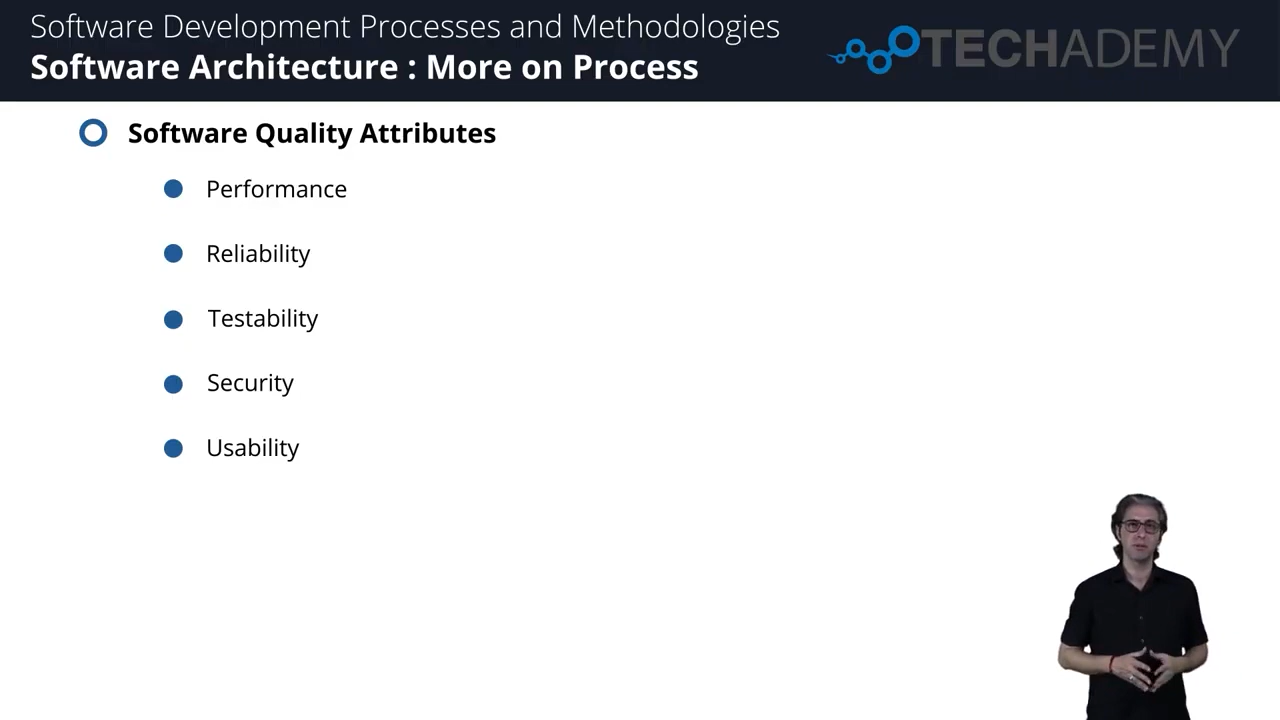 Software Development Processes and Methodologies
Software Architecture : More on Process
TECHADEMY
Software Quality Attributes
Performance
Reliability
Testability
Security
Usability